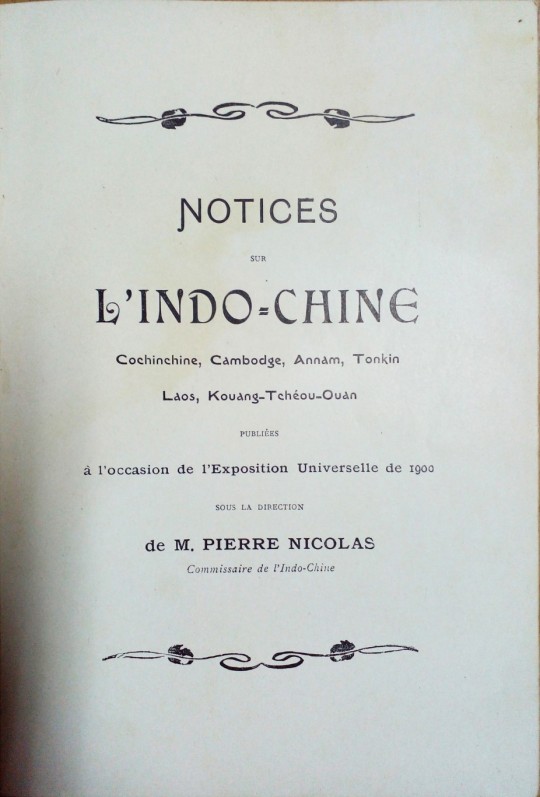 NOTICES
SUR
L'INDO=CHINE
Cochinchine, Cambodge, Annam, Tonkin
Laos, Kouang-Tchéou-Ouan
PUBLIÉES
à l'occasion de l'Exposition Universelle de 1900
SOUS LA DIRECTION
de M. PIERRE NICOLAS
Commissaire de l'Indo-Chine